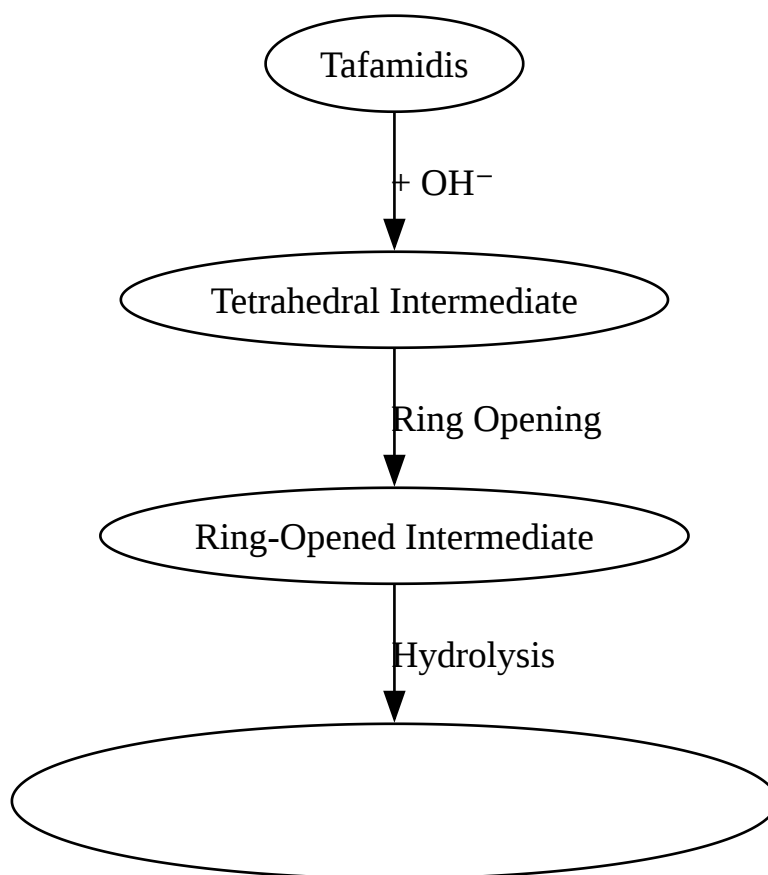 Tafamidis
+ OH⁻
Tetrahedral Intermediate
Ring Opening
Ring-Opened Intermediate
Hydrolysis